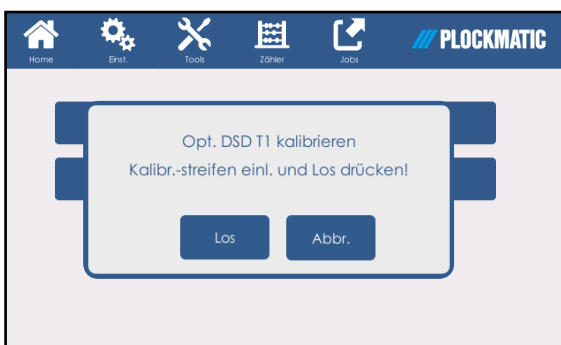 Home
Einst.
Tools
Zähler
Jobs
PLOCKMATIC
Opt. DSD T1 kalibrieren
Kalibr.-streifen einl. und Los drücken!
Los
Abbr.